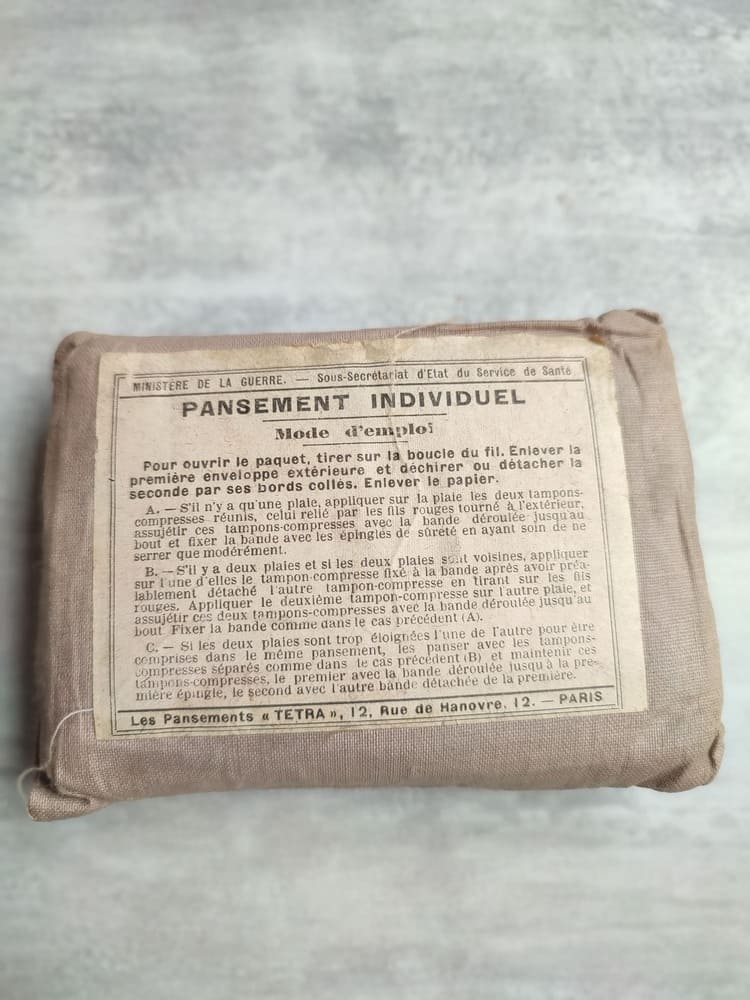 MINISTÈRE DE LA GUERRE. — Sous-Secrétariat d'Etat du Service de Santé
PANSEMENT INDIVIDUEL
Mode d'emploi
Pour ouvrir le paquet, tirer sur la boucle du fil. Enlever la
première enveloppe extérieure et déchirer ou détacher la
seconde par ses bords collés. Enlever le papier.
A. — S'il n'y a qu'une plaie, appliquer sur la plaie les deux tampons-
compresses réunis, celui relié par les fils rouges tourné à l'extérieur,
assujétir ces tampons-compresses avec la bande déroulée jusqu'au
bout et fixer la bande avec les épingles de sûreté en ayant soin de ne
serrer que modérément.
B. — S'il y a deux plaies et si les deux plaies sont voisines, appliquer
sur l'une d'elles le tampon-compresse fixé à la bande après avoir préa-
lablement détaché l'autre tampon-compresse en tirant sur les fils
rouges. Appliquer le deuxième tampon-compresse sur l'autre plaie, et
assujétir ces deux tampons-compresses avec la bande déroulée jusqu'au
bout Fixer la bande comme dans le cas précédent (A).
C. — Si les deux plaies sont trop éloignées l'une de l'autre pour être
comprises dans le même pansement, les panser avec les tampons-
compresses séparés comme dans le cas précédent (B) et maintenir ces
tampons-compresses, le premier avec la bande déroulée jusqu'à la pre-
mière épingle, le second avec l'autre bande détachée de la première.
Les Pansements « TETRA », 12, Rue de Hanovre, 12. — PARIS